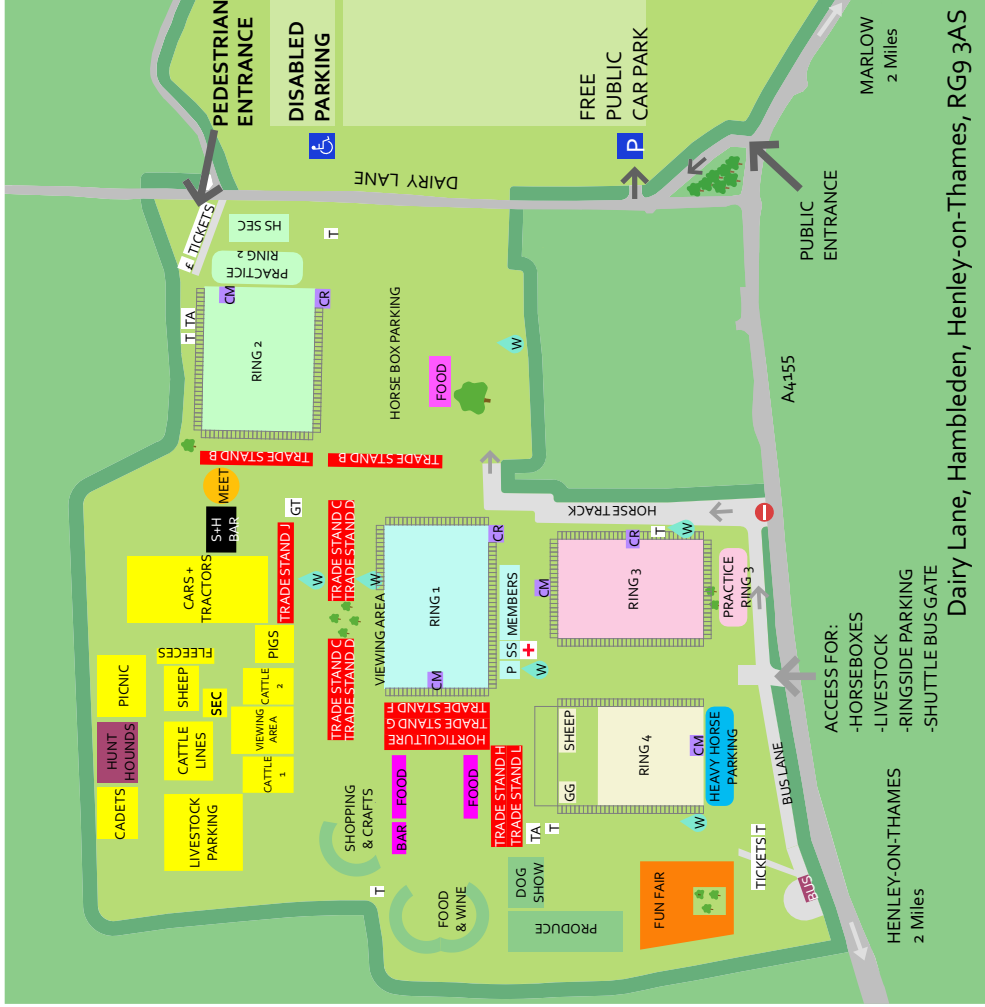 PEDESTRIAN
ENTRANCE
DISABLED
PARKING
FREE
PUBLIC
CAR PARK
P
MARLOW
2 Miles
DAIRY LANE
£ TICKETS
HS SEC
T
PRACTICE
RING 2
PUBLIC
ENTRANCE
T TA
CM
CR
RING 2
HORSE BOX PARKING
FOOD
W
A4155
TRADE STAND B
TRADE STAND B
MEET
S+H
BAR
GT
CARS +
TRACTORS
TRADE STAND J
TRADE STAND C
TRADE STAND D
W
W
VIEWING AREA
RING 1
CR
CM
MEMBERS
SS
P
W
HORSE TRACK
CM
CR
T
W
RING 3
PRACTICE
RING 3
FLEECES
PIGS
PICNIC
SHEEP
SEC
CATTLE
2
VIEWING
AREA
CATTLE
1
HUNT
HOUNDS
CATTLE
LINES
CADETS
LIVESTOCK
PARKING
TRADE STAND C
TRADE STAND D
TRADE STAND F
TRADE STAND G
HORTICULTURE
FOOD
BAR
FOOD
TRADE STAND H
TRADE STAND L
TA
T
SHEEP
GG
RING 4
CM
HEAVY HORSE
PARKING
W
SHOPPING
& CRAFTS
T
FOOD
& WINE
DOG
SHOW
PRODUCE
FUN FAIR
TICKETS T
BUS
BUS LANE
ACCESS FOR:
-HORSEBOXES
-LIVESTOCK
-RINGSIDE PARKING
-SHUTTLE BUS GATE
HENLEY-ON-THAMES
2 Miles
Dairy Lane, Hambleden, Henley-on-Thames, RG9 3AS